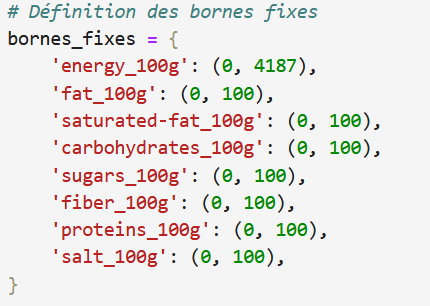 # Définition des bornes fixes
bornes_fixes = {
    'energy_100g': (0, 4187),
    'fat_100g': (0, 100),
    'saturated-fat_100g': (0, 100),
    'carbohydrates_100g': (0, 100),
    'sugars_100g': (0, 100),
    'fiber_100g': (0, 100),
    'proteins_100g': (0, 100),
    'salt_100g': (0, 100),
}